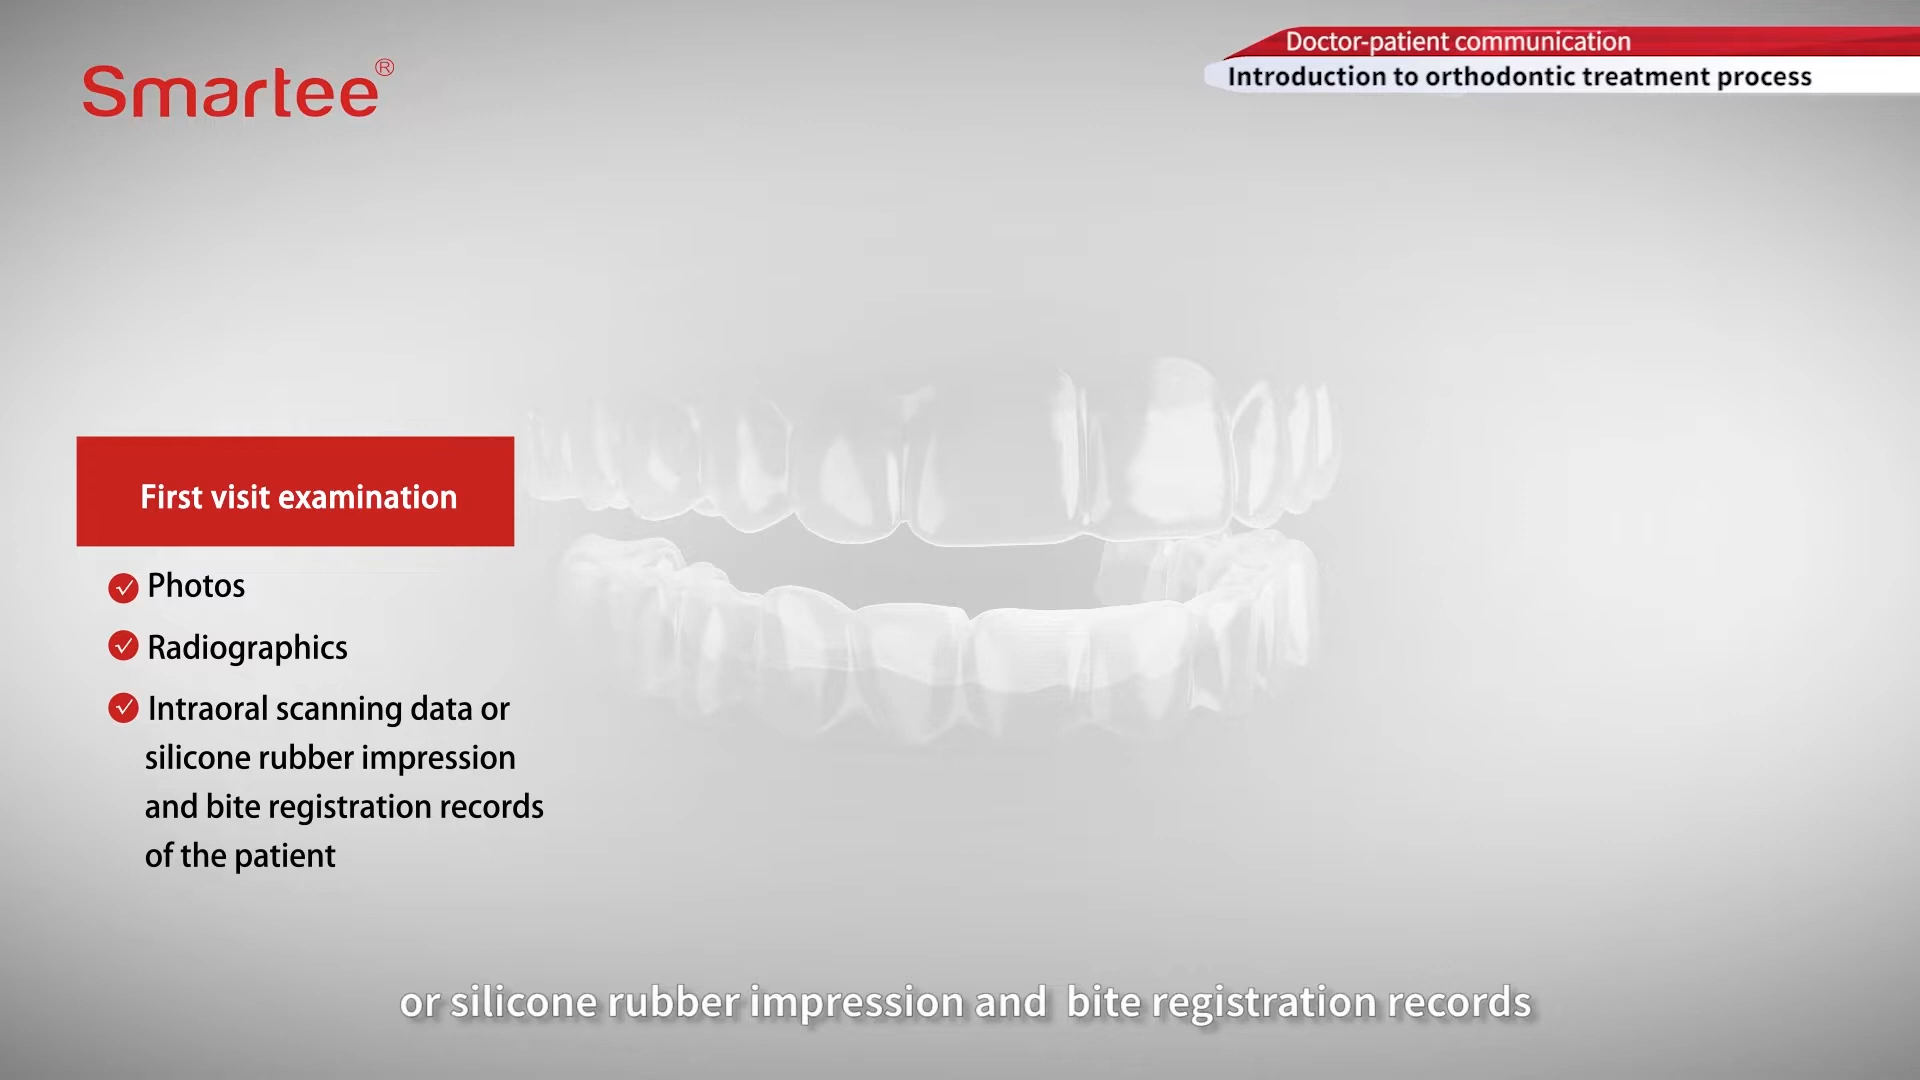 Smartee®
Doctor-patient communication
Introduction to orthodontic treatment process
First visit examination
Photos
Radiographics
Intraoral scanning data or
silicone rubber impression
and bite registration records
of the patient
or silicone rubber impression and bite registration records